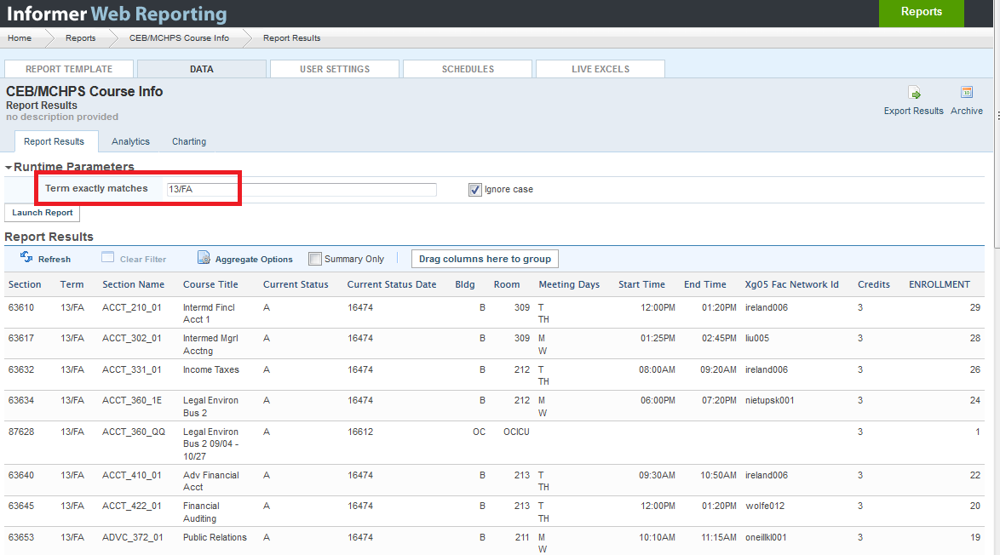 Informer Web Reporting
Reports
Home Reports CEB/MCHPS Course Info Report Results
REPORT TEMPLATE DATA USER SETTINGS SCHEDULES LIVE EXCELS
CEB/MCHPS Course Info
Report Results
no description provided
Export Results Archive
Report Results Analytics Charting
Runtime Parameters
Term exactly matches 13/FA Ignore case
Launch Report
Report Results
Refresh Clear Filter Aggregate Options Summary Only Drag columns here to group
Section Term Section Name Course Title Current Status Current Status Date Bldg Room Meeting Days Start Time End Time Xg05 Fac Network Id Credits ENROLLMENT
63610 13/FA ACCT_210_01 Intermd Fincl A 16474 B 309 T 12:00PM 01:20PM ireland006 3 29
Acct 1 TH
63617 13/FA ACCT_302_01 Intermed Mgrl A 16474 B 309 M 01:25PM 02:45PM liu005 3 28
Acctng W
63632 13/FA ACCT_331_01 Income Taxes A 16474 B 212 T 08:00AM 09:20AM ireland006 3 26
TH
63634 13/FA ACCT_360_1E Legal Environ A 16474 B 212 M 06:00PM 07:20PM nietupsk001 3 24
Bus 2 W
87628 13/FA ACCT_360_QQ Legal Environ A 16612 OC OCICU 3 1
Bus 2 09/04 -
10/27
63640 13/FA ACCT_410_01 Adv Financial A 16474 B 213 T 09:30AM 10:50AM ireland006 3 22
Acct TH
63645 13/FA ACCT_422_01 Financial A 16474 B 213 T 12:00PM 01:20PM wolfe012 3 20
Auditing TH
63653 13/FA ADVC_372_01 Public Relations A 16474 B 211 M 10:10AM 11:15AM oneillkl001 3 19
W